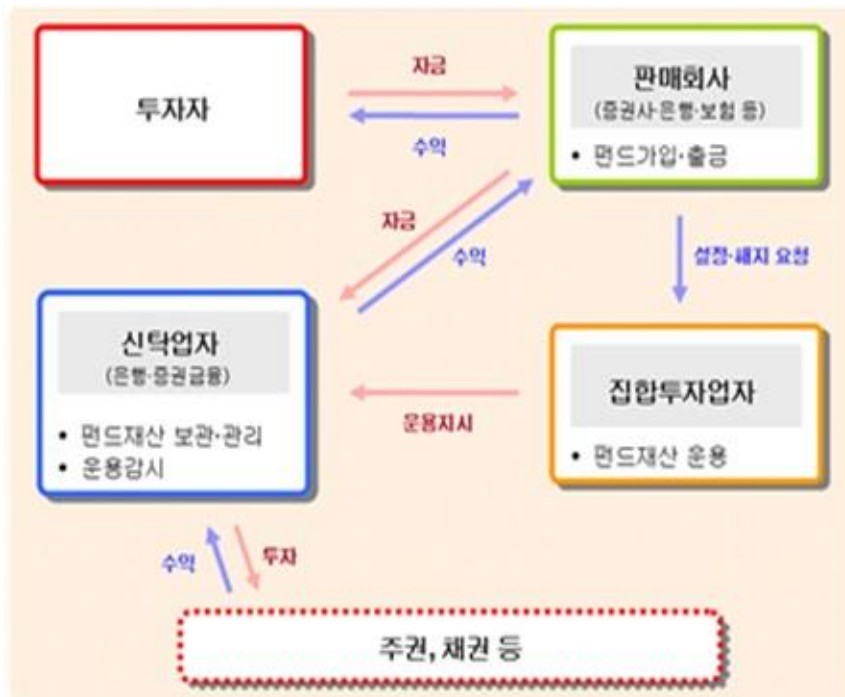 자금
투자자
판매회사
(증권사·은행·보험 등)
수익
• 펀드가입·출금
자금
수익
설정·해지 요청
신탁업자
(은행·증권금융)
집합투자업자
운용지시
• 펀드재산 보관·관리
• 운용감시
• 펀드재산 운용
수익
투자
주권, 채권 등